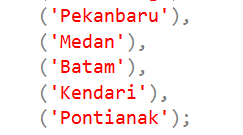 ('Pekanbaru'),
('Medan'),
('Batam'),
('Kendari'),
('Pontianak');